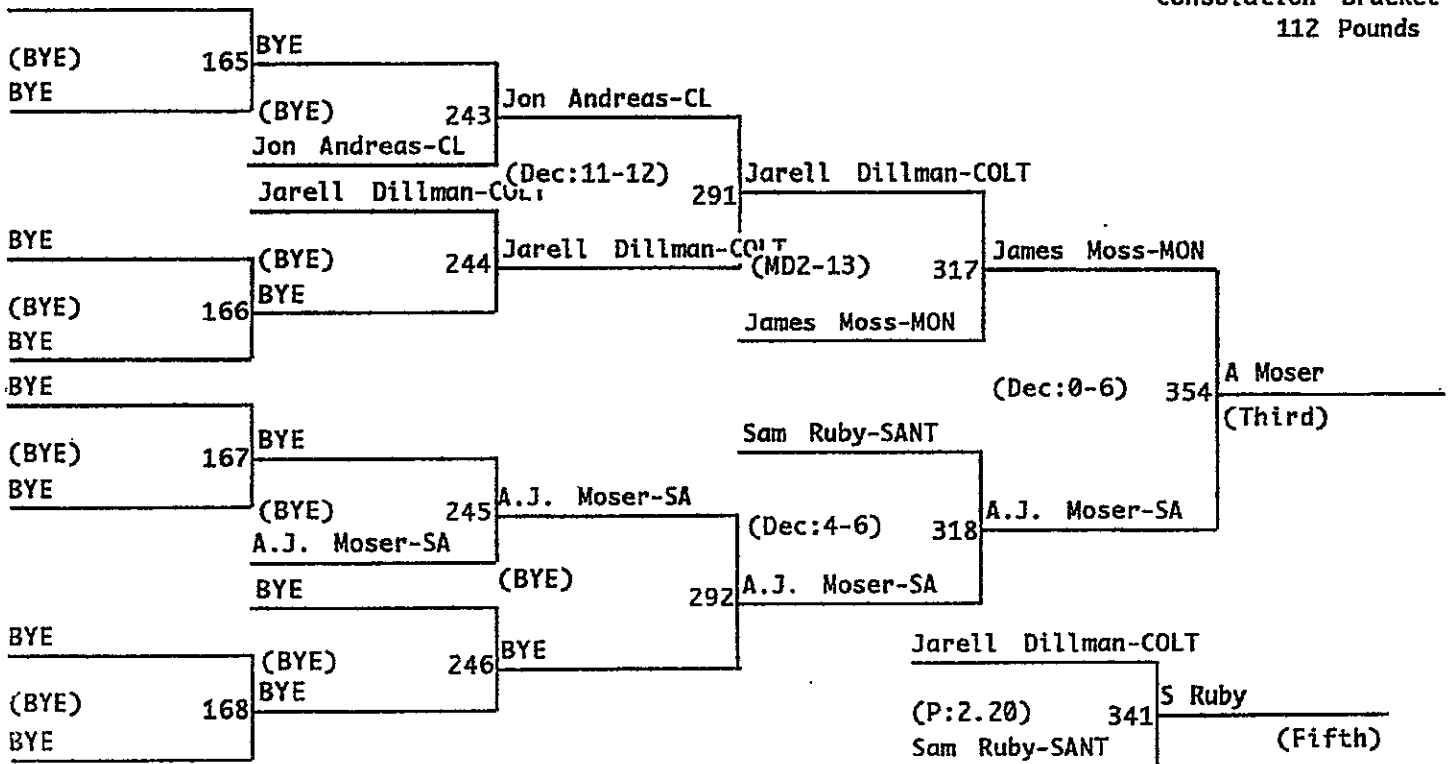 Consolation Bracket
112 Pounds
(BYE) 165 BYE
BYE
(BYE) 243 Jon Andreas-CL
Jon Andreas-CL
(Dec:11-12) 291 Jarell Dillman-COLT
Jarell Dillman-COLT
BYE
(BYE) 244 Jarell Dillman-COLT
(MD2-13) 317 James Moss-MON
(BYE) 166 BYE
James Moss-MON
BYE
BYE
(Dec:0-6) 354 A Moser
(Third)
Sam Ruby-SANT
(BYE) 167 BYE
BYE
(BYE) 245 A.J. Moser-SA
(Dec:4-6) 318 A.J. Moser-SA
A.J. Moser-SA
(BYE) 292 A.J. Moser-SA
BYE
BYE
Jarell Dillman-COLT
(BYE) 246 BYE
(BYE) 168 BYE
(P:2.20) 341 S Ruby
(Fifth)
BYE
Sam Ruby-SANT